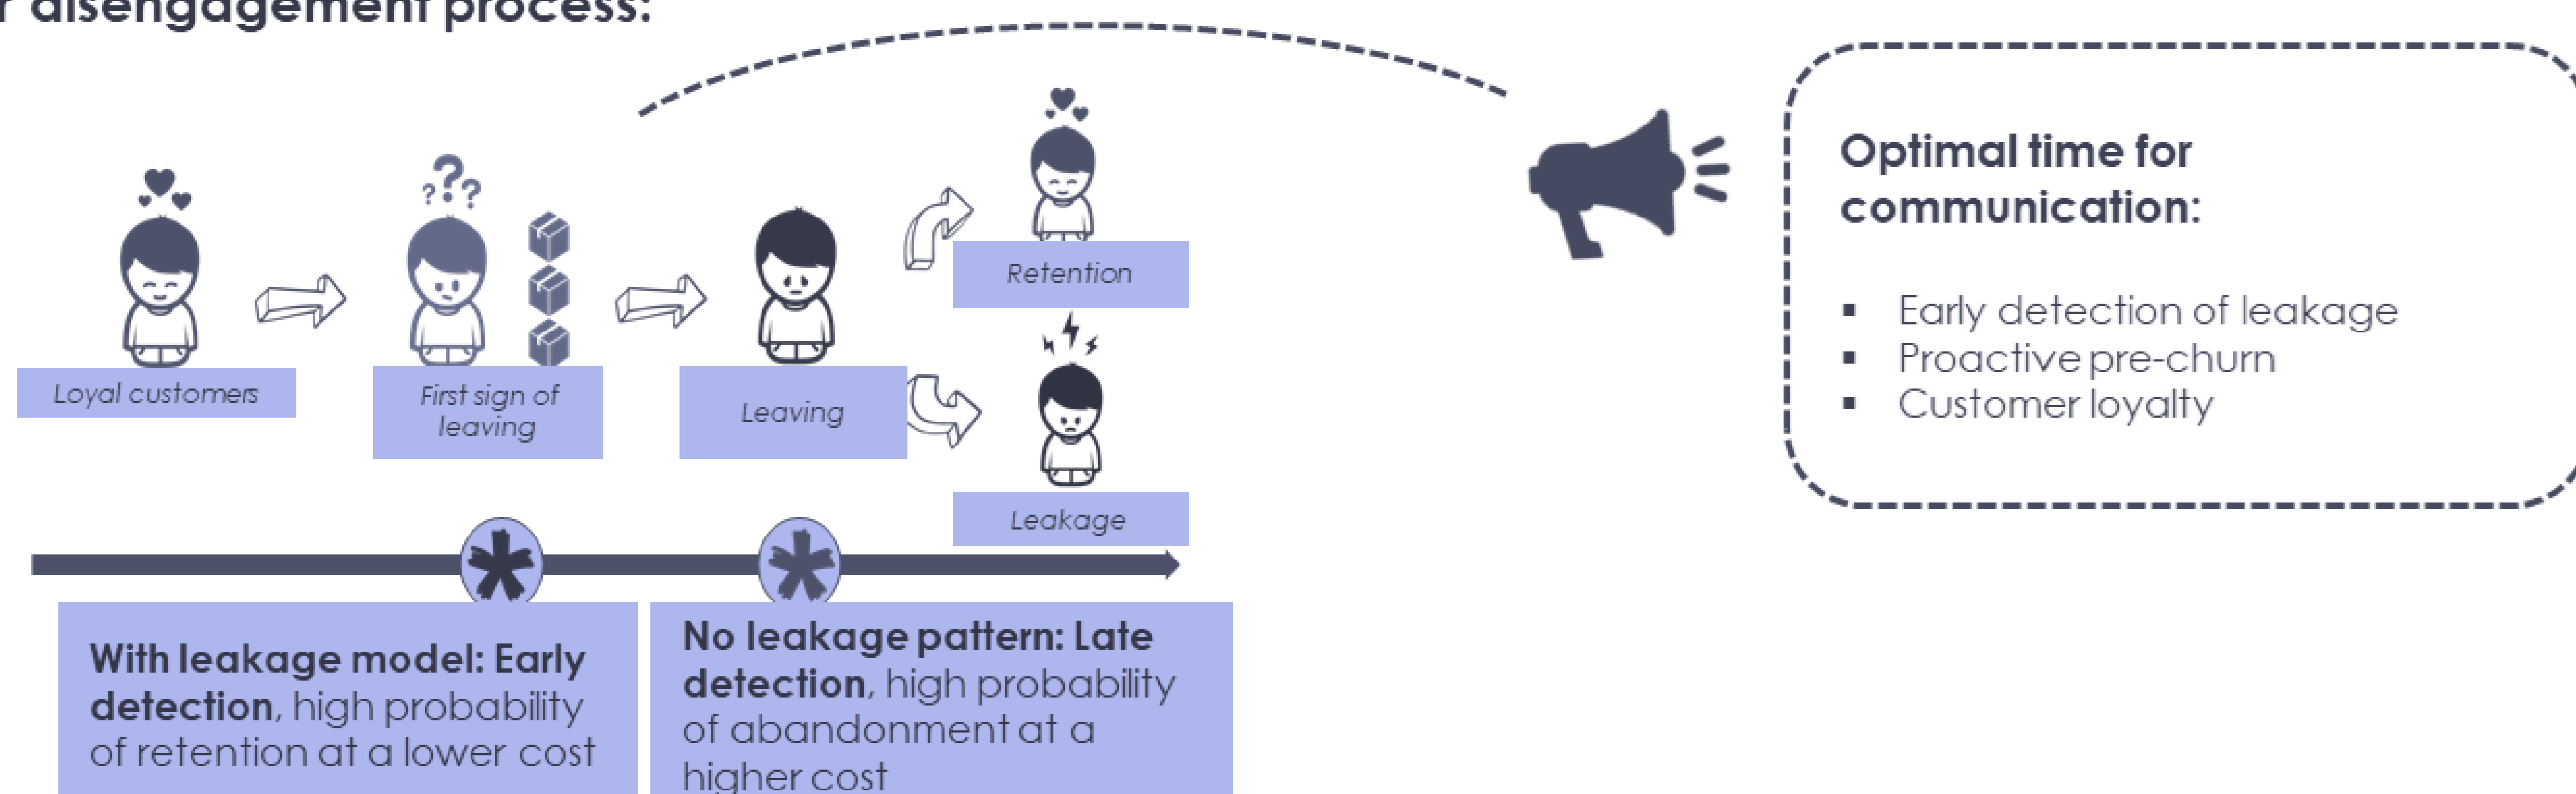 r disengagement process:
???
Retention
Loyal customers
First sign of
leaving
Leaving
Leakage
With leakage model: Early
detection, high probability
of retention at a lower cost
No leakage pattern: Late
detection, high probability
of abandonment at a
higher cost
Optimal time for
communication:
▪ Early detection of leakage
▪ Proactive pre-churn
▪ Customer loyalty